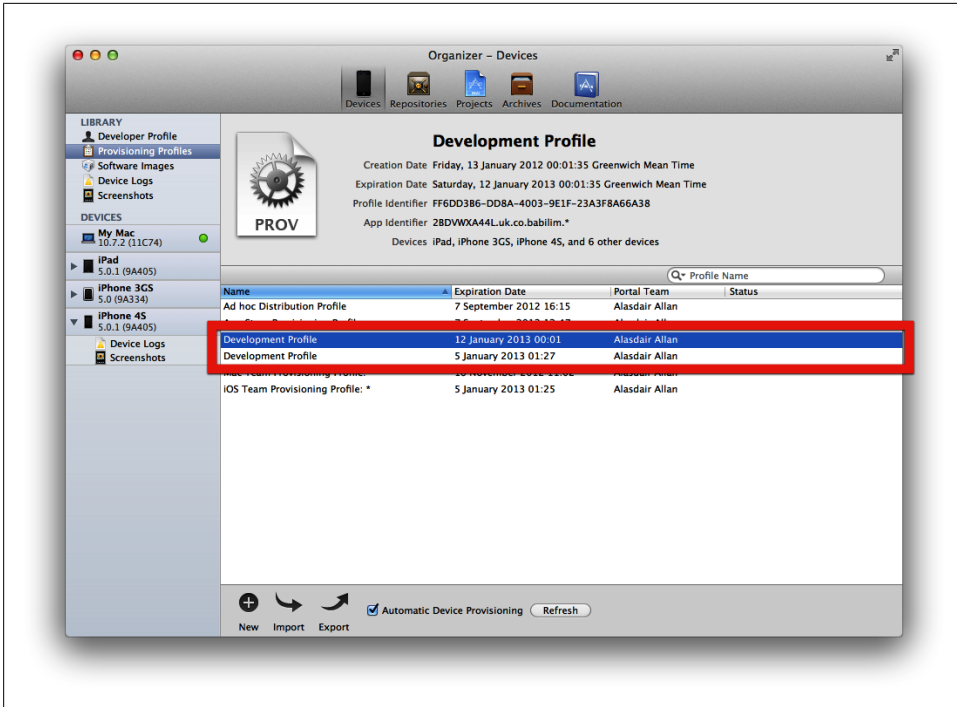 Organizer – Devices
Devices Repositories Projects Archives Documentation
LIBRARY
Developer Profile
Provisioning Profiles
Software Images
Device Logs
Screenshots
DEVICES
My Mac
10.7.2 (11C74)
iPad
5.0.1 (9A405)
iPhone 3GS
5.0 (9A334)
iPhone 4S
5.0.1 (9A405)
Device Logs
Screenshots
PROV
Development Profile
Creation Date Friday, 13 January 2012 00:01:35 Greenwich Mean Time
Expiration Date Saturday, 12 January 2013 00:01:35 Greenwich Mean Time
Profile Identifier FF6DD3B6-DD8A-4003-9E1F-23A3F8A66A38
App Identifier 2BDVWXA44L.uk.co.babilim.*
Devices iPad, iPhone 3GS, iPhone 4S, and 6 other devices
Profile Name
Name Expiration Date Portal Team Status
Ad hoc Distribution Profile 7 September 2012 16:15 Alasdair Allan
Development Profile 12 January 2013 00:01 Alasdair Allan
Development Profile 5 January 2013 01:27 Alasdair Allan
iOS Team Provisioning Profile: * 5 January 2013 01:25 Alasdair Allan
New Import Export
Automatic Device Provisioning Refresh